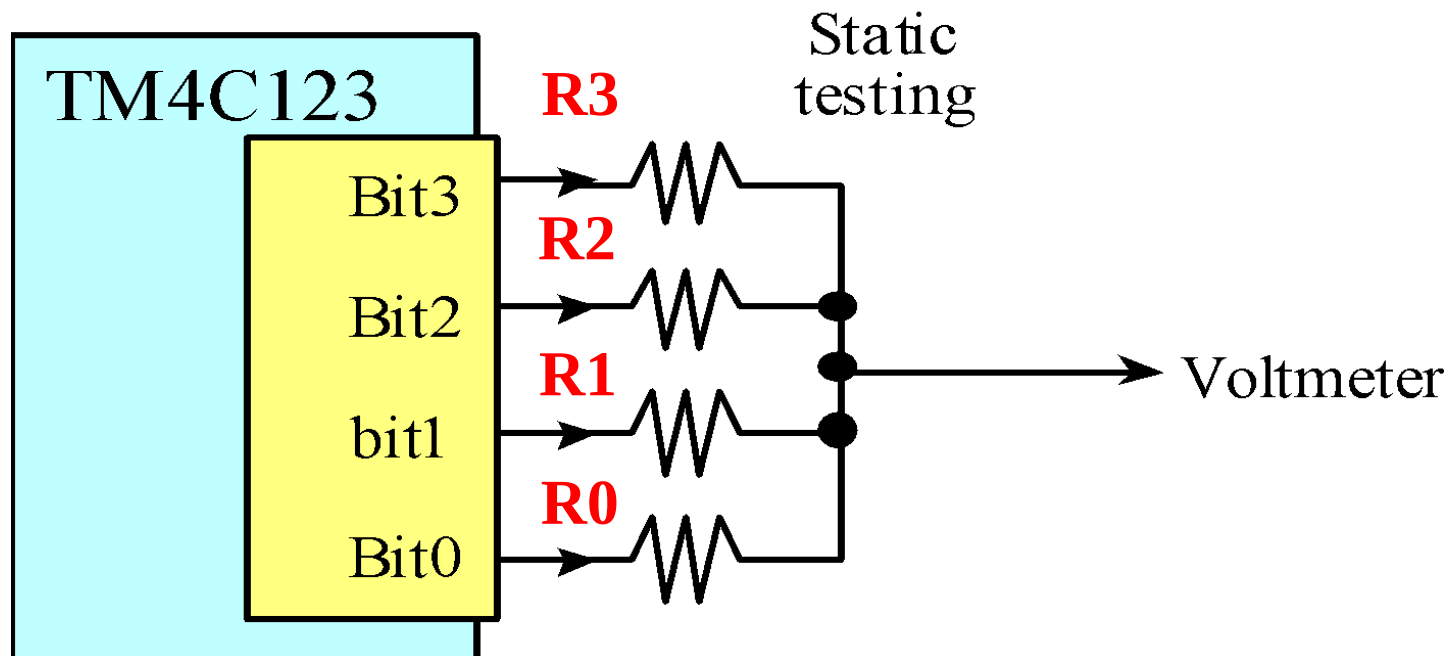 Static
testing
TM4C123
R3
Bit3
R2
Bit2
R1
Voltmeter
bit1
R0
Bit0